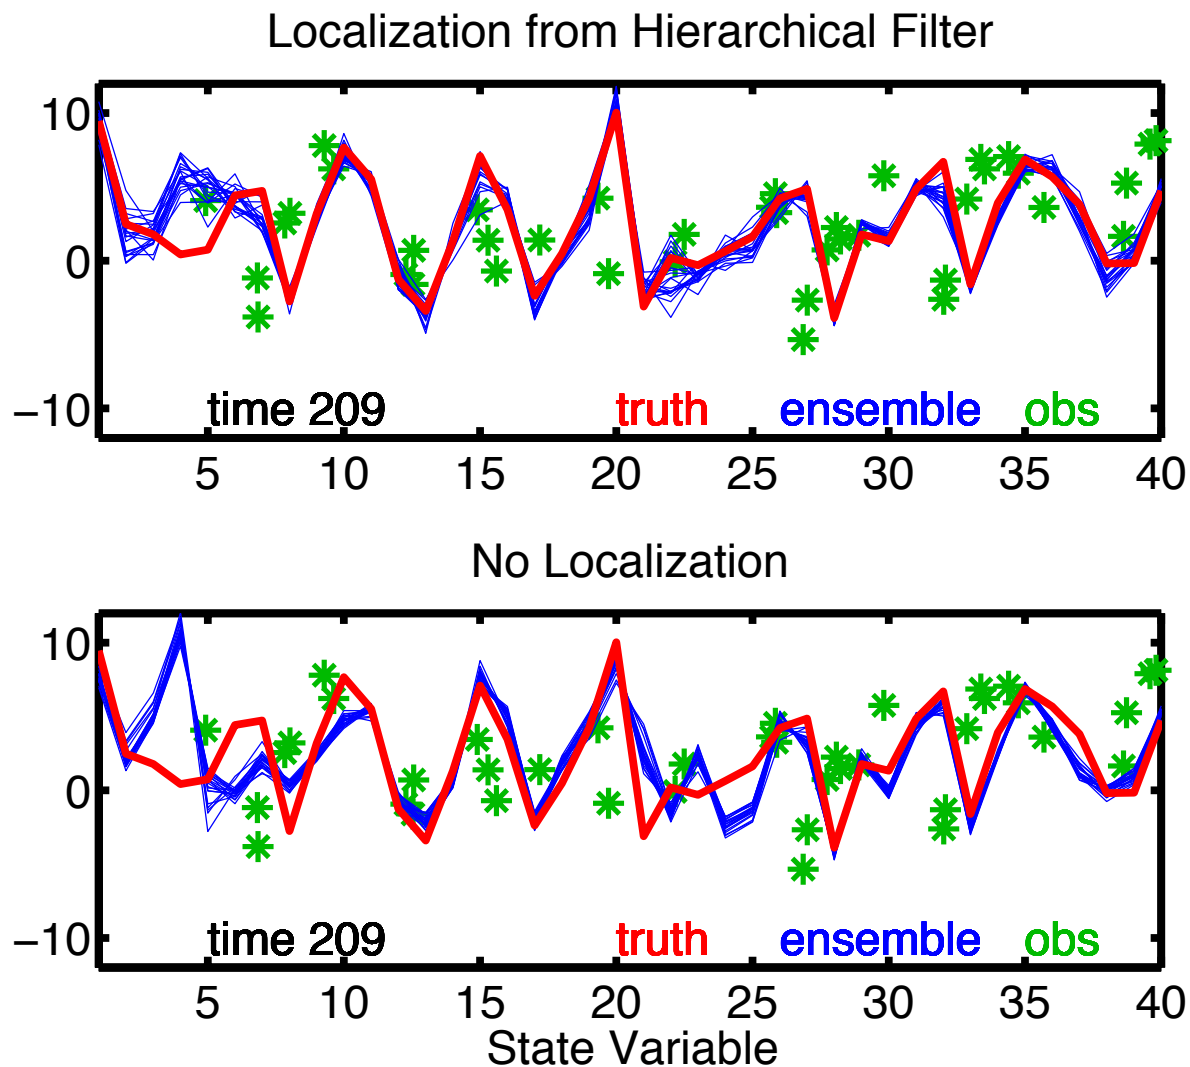 Localization from Hierarchical Filter
10
0
−10
time 209 truth ensemble obs
5 10 15 20 25 30 35 40
No Localization
10
0
−10
time 209 truth ensemble obs
5 10 15 20 25 30 35 40
State Variable